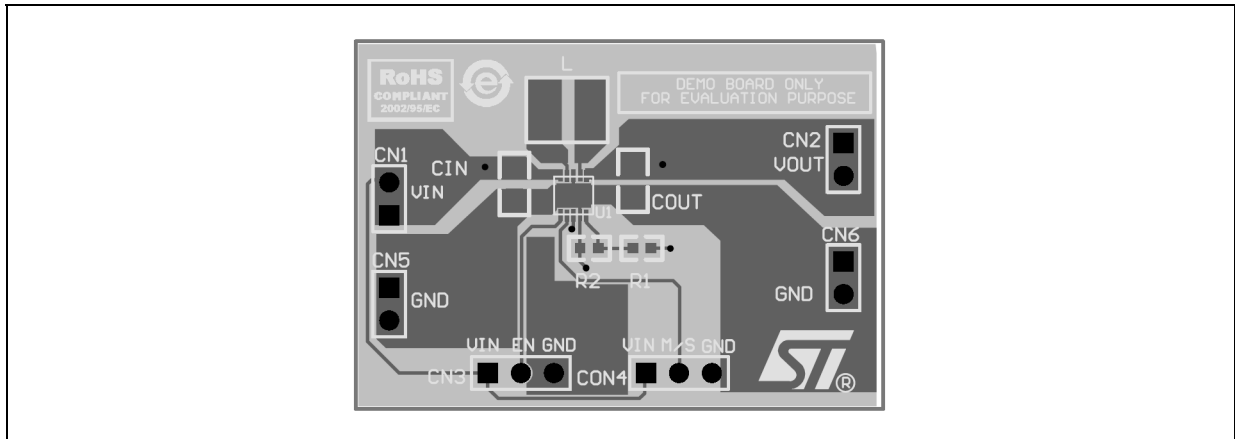 L
RoHS
COMPLIANT
2002/95/EC
e
DEMO BOARD ONLY
FOR EVALUATION PURPOSE
CN1
CIN
VIN
CN2
VOUT
COUT
U1
CN5
GND
R2
R1
CN6
GND
VIN EN GND
CN3
VIN M/S GND
CON4
ST®